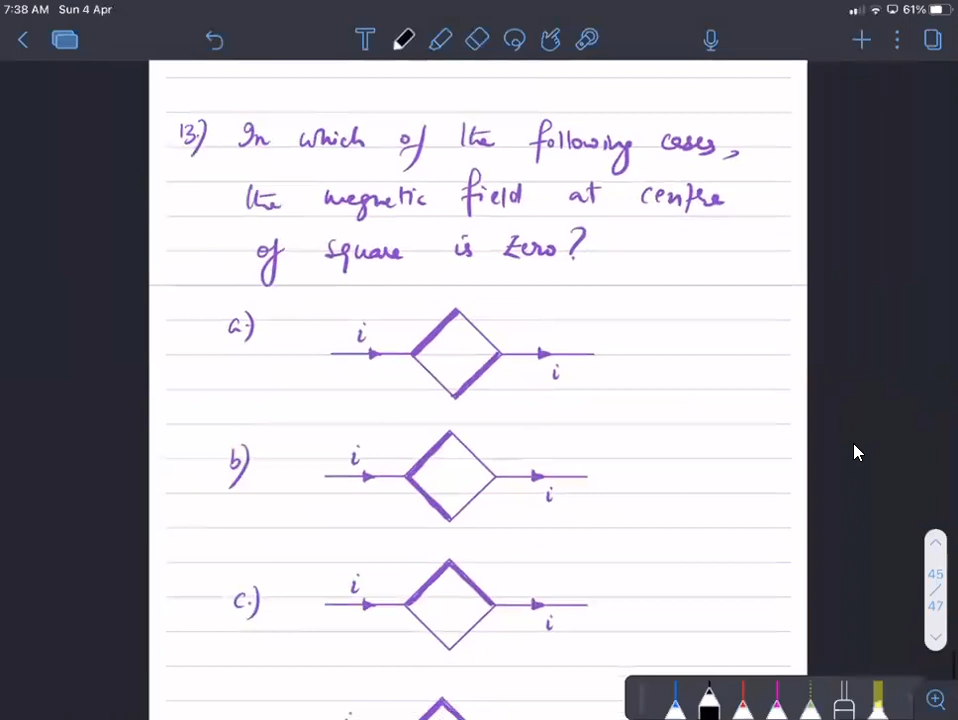 7:38 AM Sun 4 Apr
61%
T
13.) In which of the following cases,
the magnetic field at centre
of square is zero?
a.)
i
i
b)
i
i
c.)
i
i
i
45
/
47